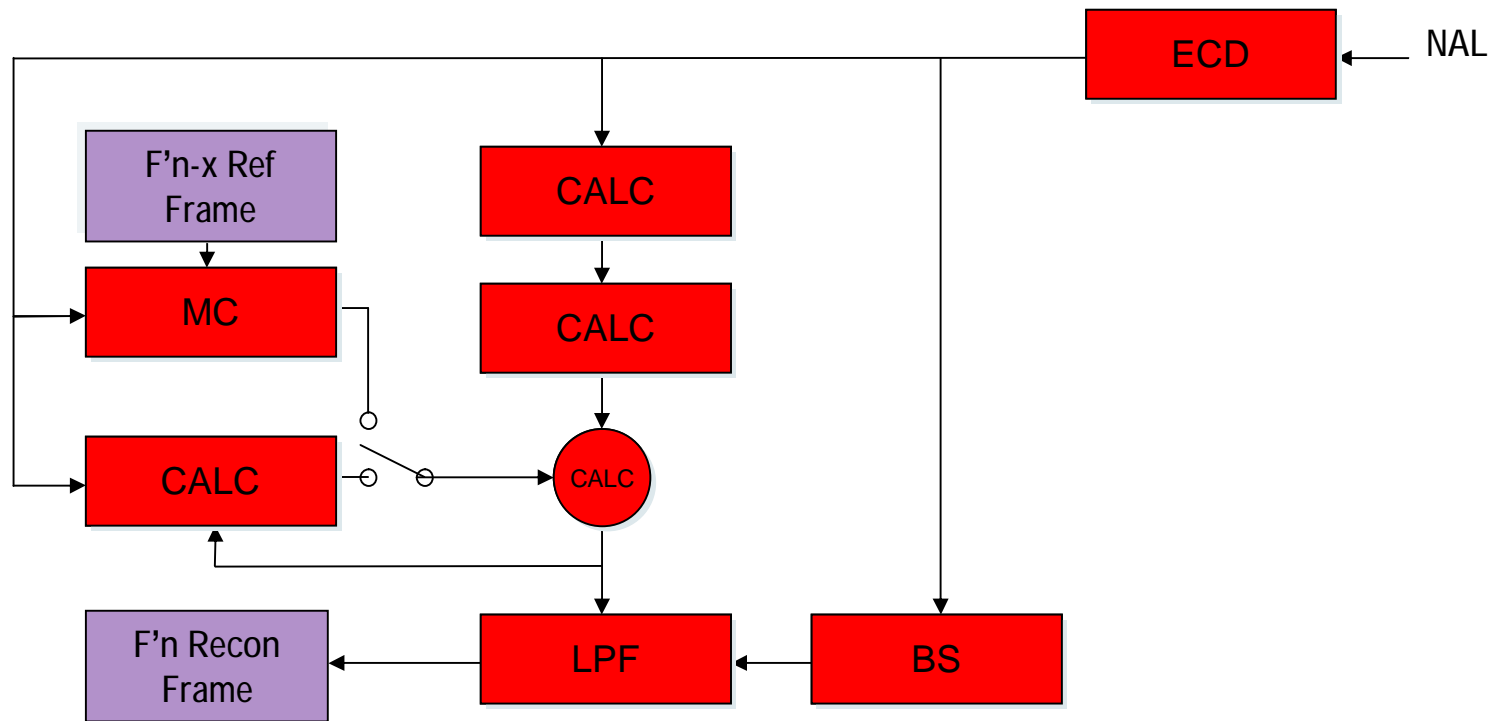 ECD
NAL
F'n-x Ref
Frame
CALC
MC
CALC
CALC
CALC
F'n Recon
Frame
LPF
BS